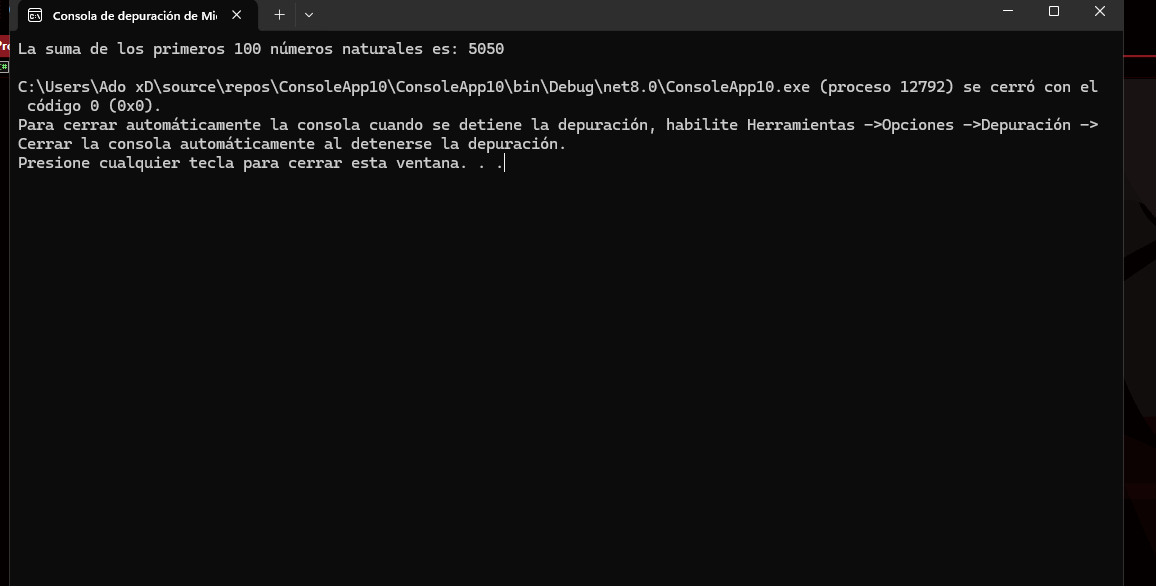 Consola de depuración de Mi
La suma de los primeros 100 números naturales es: 5050
C:\Users\Ado xD\source\repos\ConsoleApp10\ConsoleApp10\bin\Debug\net8.0\ConsoleApp10.exe (proceso 12792) se cerró con el
código 0 (0x0).
Para cerrar automáticamente la consola cuando se detiene la depuración, habilite Herramientas ->Opciones ->Depuración ->
Cerrar la consola automáticamente al detenerse la depuración.
Presione cualquier tecla para cerrar esta ventana. . .